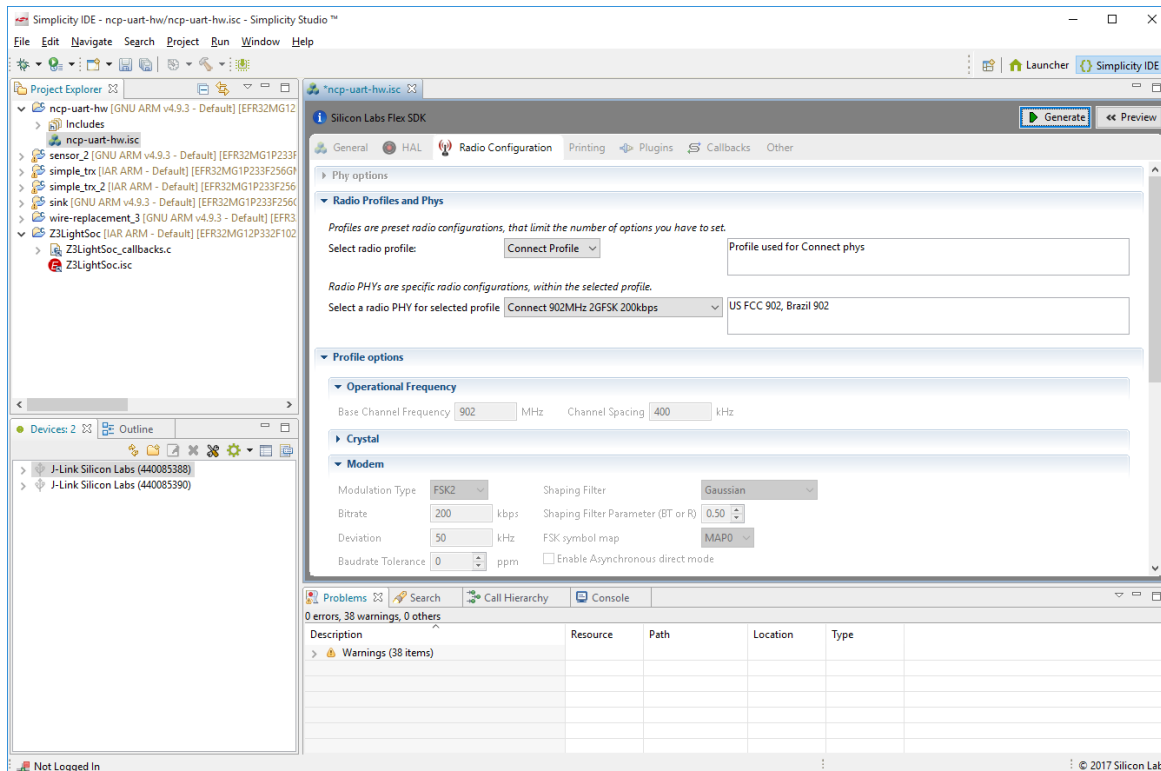 Simplicity IDE - ncp-uart-hw/ncp-uart-hw.isc - Simplicity Studio ™
File Edit Navigate Search Project Run Window Help
Launcher {} Simplicity IDE
Project Explorer
ncp-uart-hw [GNU ARM v4.9.3 - Default] [EFR32MG12
Includes
ncp-uart-hw.isc
sensor_2 [GNU ARM v4.9.3 - Default] [EFR32MG1P233F
simple_trx [IAR ARM - Default] [EFR32MG1P233F256GM
simple_trx_2 [IAR ARM - Default] [EFR32MG1P233F256
sink [GNU ARM v4.9.3 - Default] [EFR32MG1P233F256G
wire-replacement_3 [GNU ARM v4.9.3 - Default] [EFR3
Z3LightSoc [IAR ARM - Default] [EFR32MG12P332F102
Z3LightSoc_callbacks.c
Z3LightSoc.isc
Devices: 2 Outline
J-Link Silicon Labs (440085388)
J-Link Silicon Labs (440085390)
*ncp-uart-hw.isc
Silicon Labs Flex SDK Generate Preview
General HAL Radio Configuration Printing Plugins Callbacks Other
Phy options
Radio Profiles and Phys
Profiles are preset radio configurations, that limit the number of options you have to set.
Select radio profile: Connect Profile Profile used for Connect phys
Radio PHYs are specific radio configurations, within the selected profile.
Select a radio PHY for selected profile Connect 902MHz 2GFSK 200kbps US FCC 902, Brazil 902
Profile options
Operational Frequency
Base Channel Frequency 902 MHz Channel Spacing 400 kHz
Crystal
Modem
Modulation Type FSK2 Shaping Filter Gaussian
Bitrate 200 kbps Shaping Filter Parameter (BT or R) 0.50
Deviation 50 kHz FSK symbol map MAP0
Baudrate Tolerance 0 ppm Enable Asynchronous direct mode
Problems Search Call Hierarchy Console
0 errors, 38 warnings, 0 others
Description Resource Path Location Type
Warnings (38 items)
Not Logged In © 2017 Silicon Lab